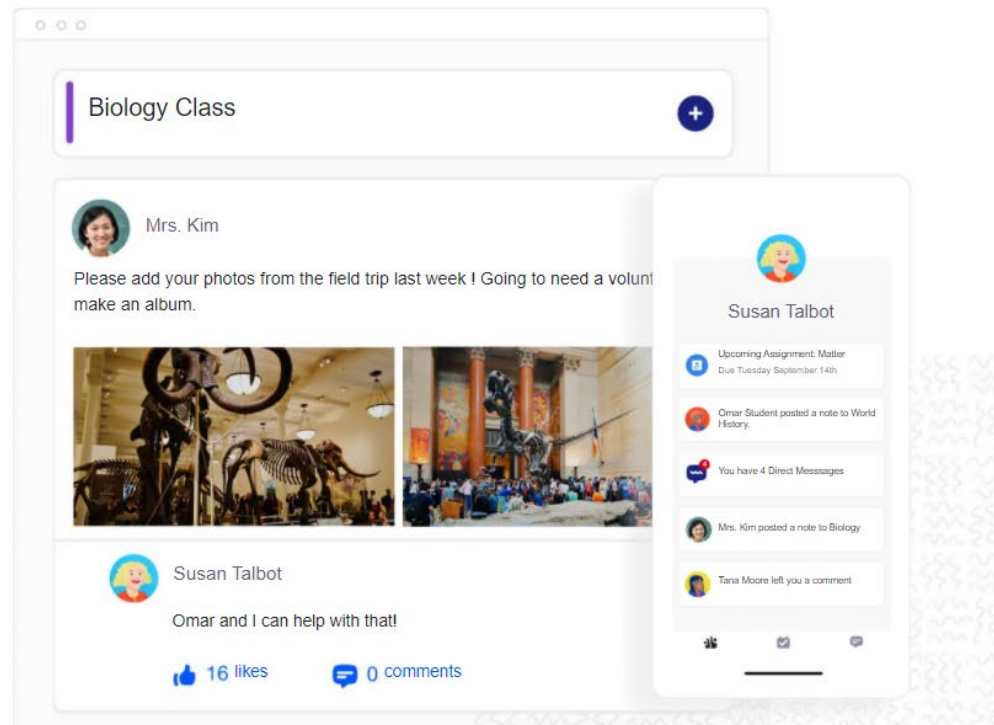 Biology Class
Mrs. Kim
Please add your photos from the field trip last week ! Going to need a
make an album.
Susan Talbot
Omar and I can help with that!
16 likes
0 comments
Susan Talbot
Upcoming Assignment: Matter
Due Tuesday September 14th
Omar Student posted a note to World
History.
4
You have 4 Direct Messsages
Mrs. Kim posted a note to Biology
Tana Moore left you a comment